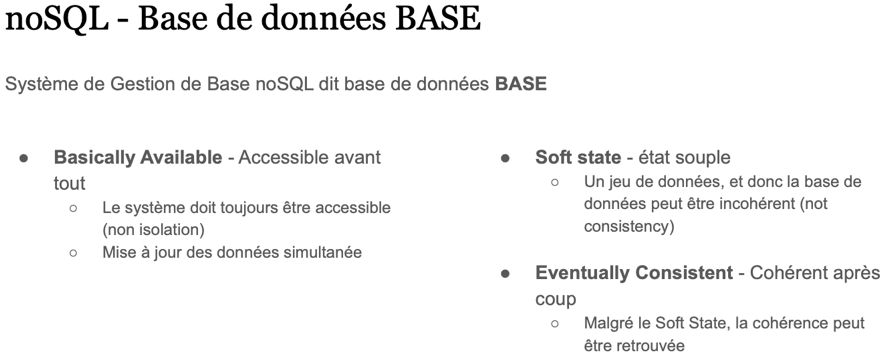 noSQL - Base de données BASE
Système de Gestion de Base noSQL dit base de données BASE
● Basically Available - Accessible avant
tout
○ Le système doit toujours être accessible
(non isolation)
○ Mise à jour des données simultanée
● Soft state - état souple
○ Un jeu de données, et donc la base de
données peut être incohérent (not
consistency)
● Eventually Consistent - Cohérent après
coup
○ Malgré le Soft State, la cohérence peut
être retrouvée